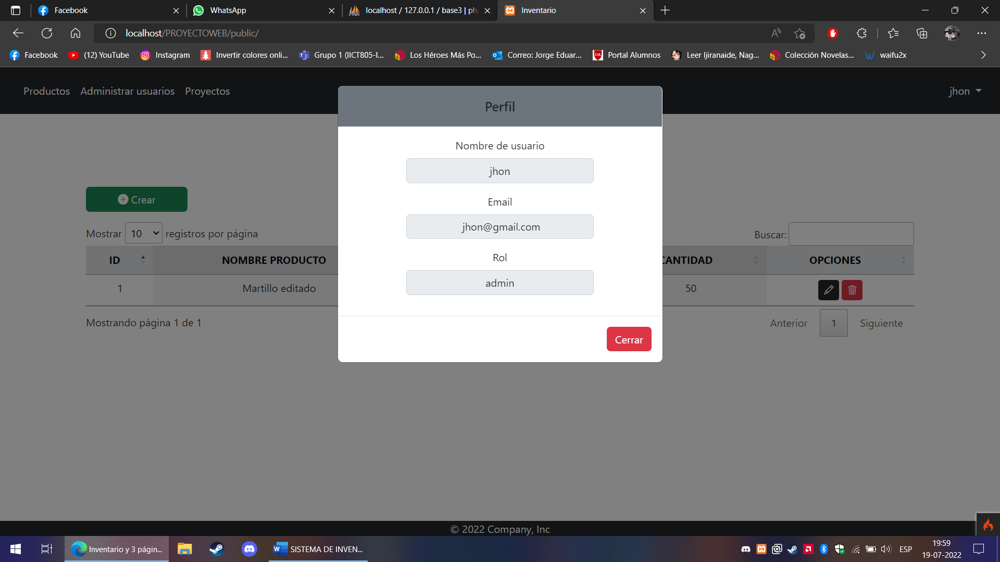 Facebook
WhatsApp
localhost / 127.0.0.1 / base3 | ph
Inventario
localhost/PROYECTOWEB/public/
Facebook
(12) YouTube
Instagram
Invertir colores onli...
Grupo 1 (IICT805-I...
Los Héroes Más Po...
Correo: Jorge Eduar...
Portal Alumnos
Leer Ijiranaide, Nag...
Colección Novelas...
waifu2x
Productos
Administrar usuarios
Proyectos
jhon
Perfil
Nombre de usuario
jhon
Email
jhon@gmail.com
Rol
admin
Cerrar
Crear
Mostrar 10 registros por página
Buscar:
ID NOMBRE PRODUCTO CANTIDAD OPCIONES
1 Martillo editado 50
Mostrando página 1 de 1
Anterior 1 Siguiente
© 2022 Company, Inc
Inventario y 3 págin...
SISTEMA DE INVEN...
ESP
19:59
19-07-2022